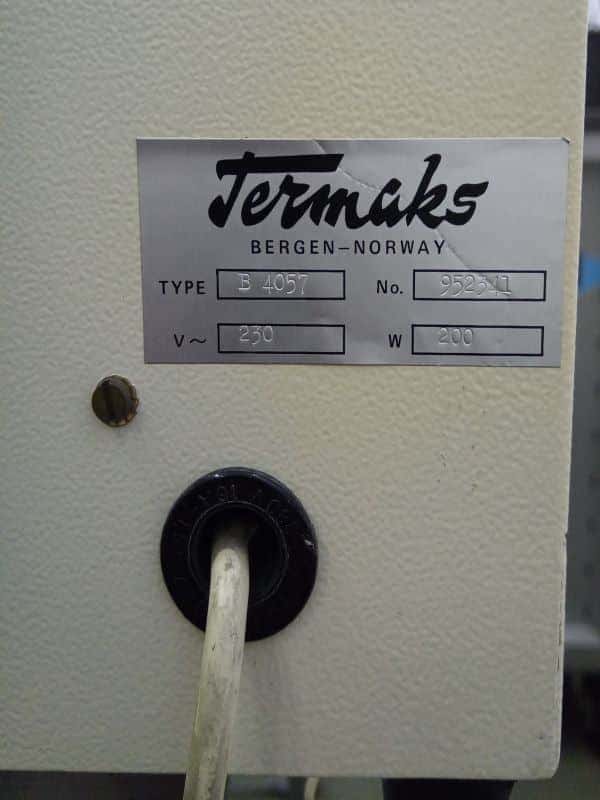 Termaks
BERGEN–NORWAY
TYPE B 4057 No. 952341
V~ 230 W 200